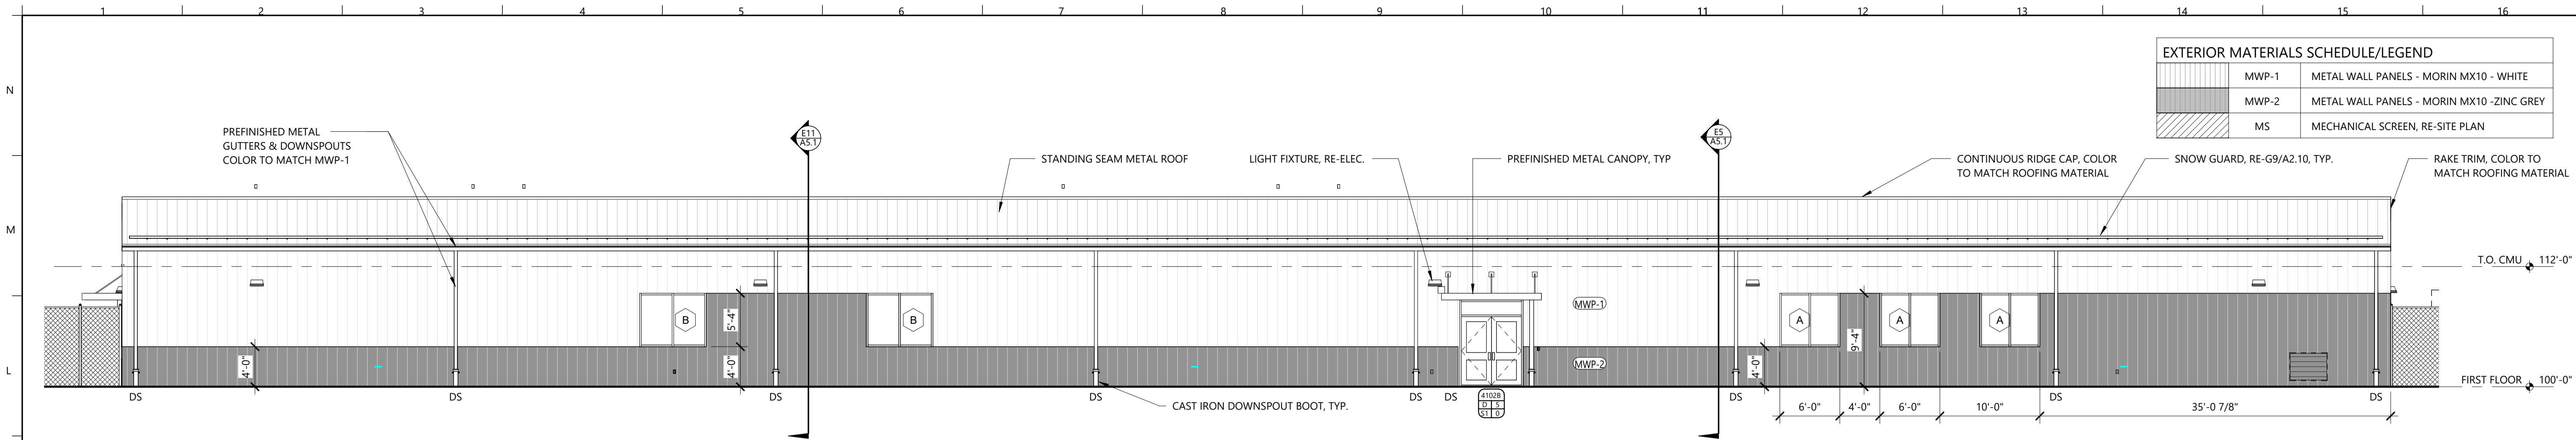 1 2 3 4 5 6 7 8 9 10 11 12 13 14 15 16
N
M
L
EXTERIOR MATERIALS SCHEDULE/LEGEND
MWP-1 METAL WALL PANELS - MORIN MX10 - WHITE
MWP-2 METAL WALL PANELS - MORIN MX10 -ZINC GREY
MS MECHANICAL SCREEN, RE-SITE PLAN
PREFINISHED METAL
GUTTERS & DOWNSPOUTS
COLOR TO MATCH MWP-1
E11
A5.1
STANDING SEAM METAL ROOF
LIGHT FIXTURE, RE-ELEC.
PREFINISHED METAL CANOPY, TYP
E5
A5.1
CONTINUOUS RIDGE CAP, COLOR
TO MATCH ROOFING MATERIAL
SNOW GUARD, RE-G9/A2.10, TYP.
RAKE TRIM, COLOR TO
MATCH ROOFING MATERIAL
T.O. CMU 112'-0"
B
B
A
A
A
5'-4"
4'-0"
4'-0"
MWP-1
MWP-2
4'-0"
9'-4"
FIRST FLOOR 100'-0"
DS DS DS DS DS DS DS DS DS
CAST IRON DOWNSPOUT BOOT, TYP.
4102B
D 5
S1 0
6'-0" 4'-0" 6'-0" 10'-0" 35'-0 7/8"